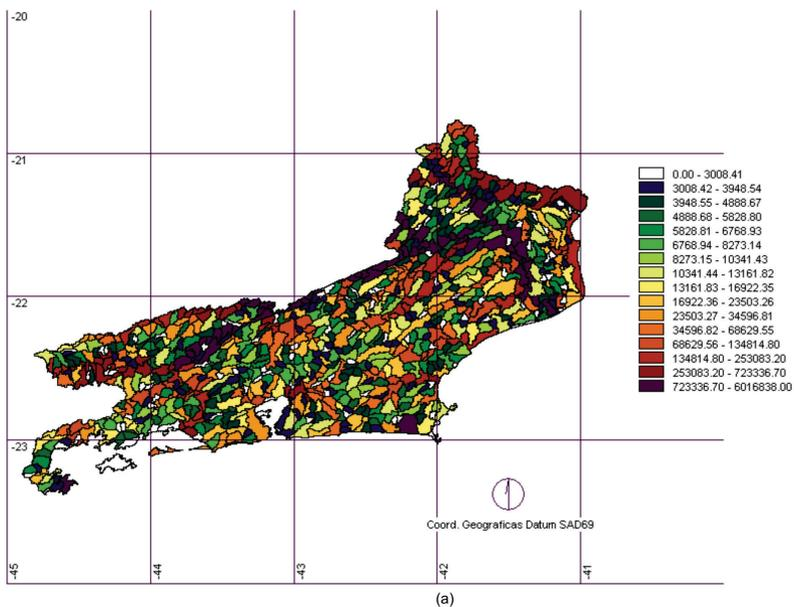 -20
-21
-22
-23
-45
-44
-43
-42
-41
0.00 - 3008.41
3008.42 - 3948.54
3948.55 - 4888.67
4888.68 - 5828.80
5828.81 - 6768.93
6768.94 - 8273.14
8273.15 - 10341.43
10341.44 - 13161.82
13161.83 - 16922.35
16922.36 - 23503.26
23503.27 - 34596.81
34596.82 - 68629.55
68629.56 - 134814.80
134814.80 - 253083.20
253083.20 - 723336.70
723336.70 - 6016838.00
Coord. Geograficas Datum SAD69
(a)